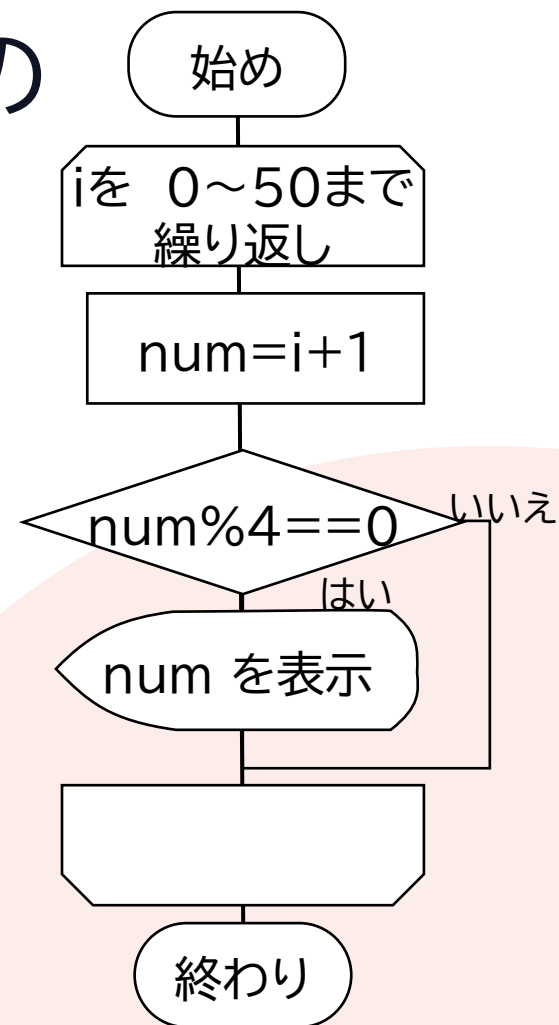 の
始め
iを 0～50まで
繰り返し
num=i+1
num%4==0
いいえ
はい
num を表示
終わり